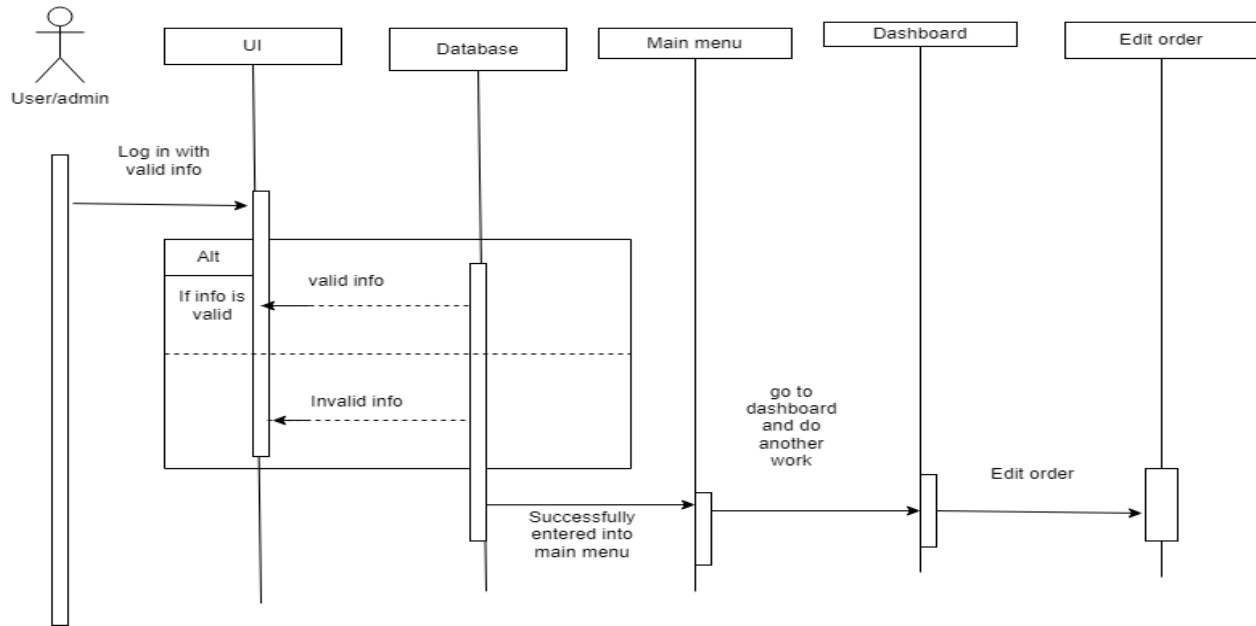 UI
Database
Main menu
Dashboard
Edit order
User/admin
Log in with
valid info
Alt
If info is
valid
valid info
Invalid info
Successfully
entered into
main menu
go to
dashboard
and do
another
work
Edit order